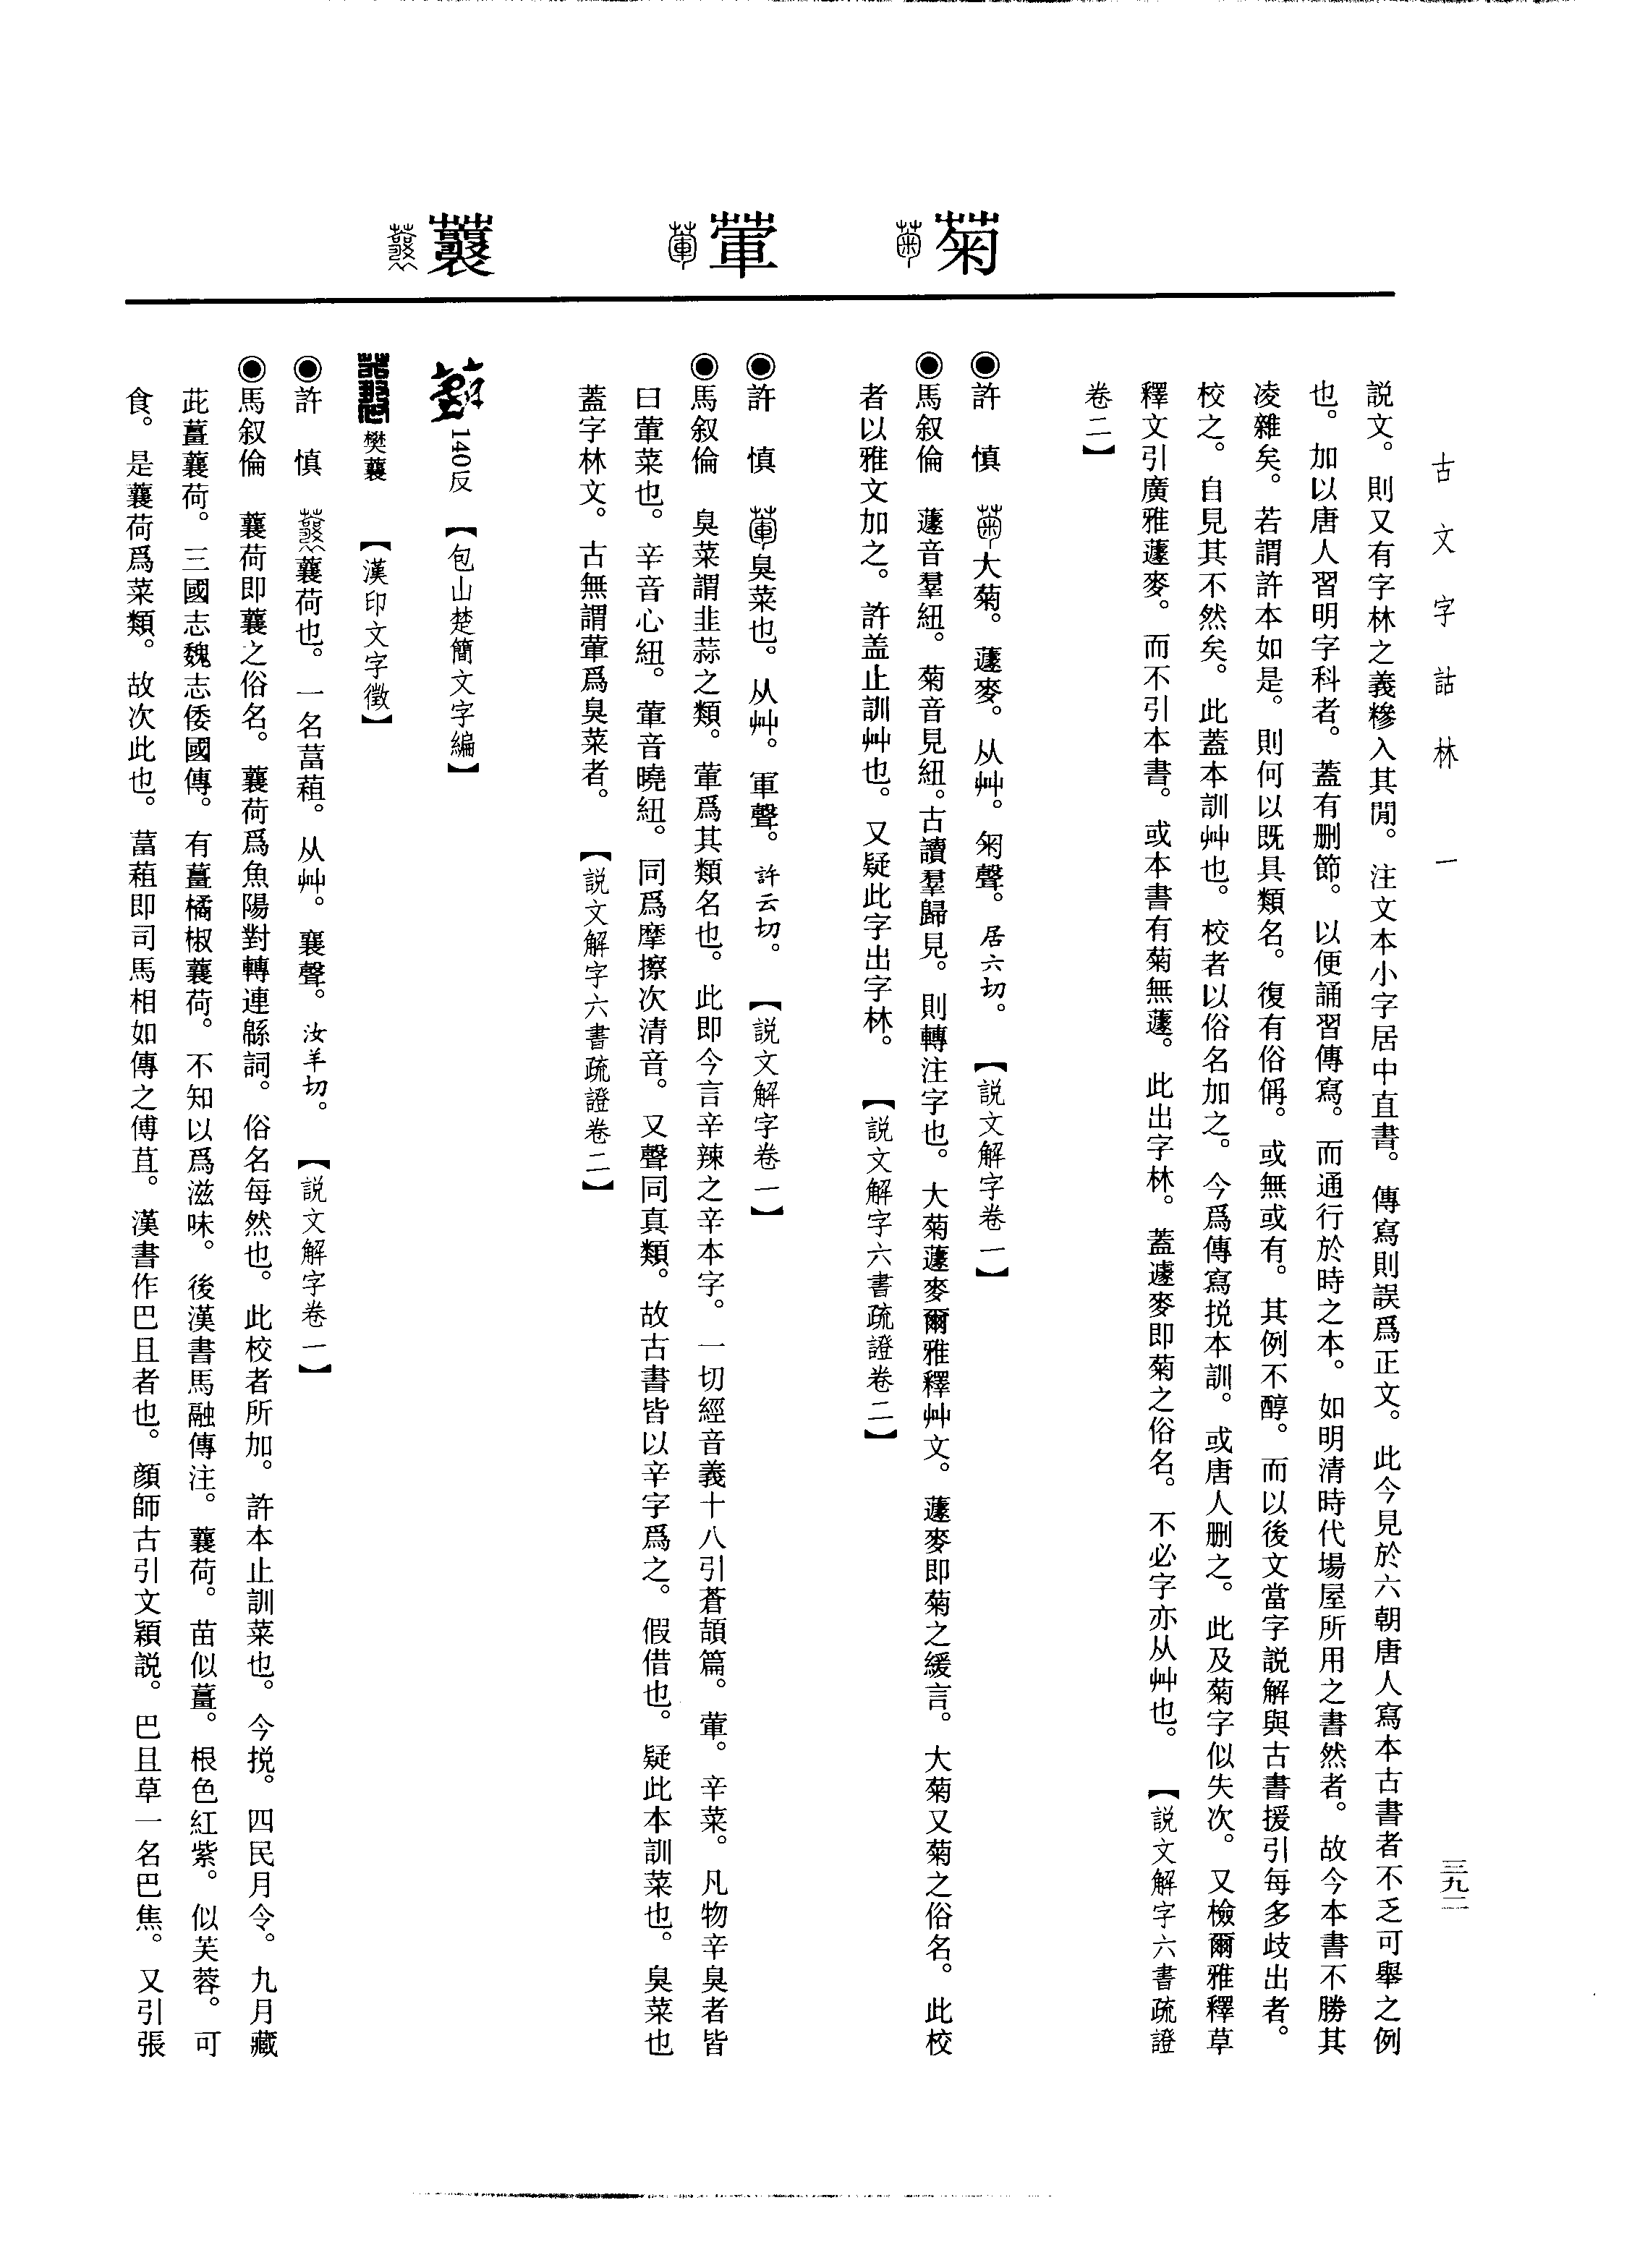 古文字詁林 一
三九二
説文。則又有字林之義糝入其閒。注文本小字居中直書。傳寫則誤爲正文。此今見於六朝唐人寫本古書者不乏可舉之例
也。加以唐人習明字科者。蓋有删節。以便誦習傳寫。而通行於時之本。如明清時代場屋所用之書然者。故今本書不勝其
凌雜矣。若謂許本如是。則何以既具類名。復有俗偁。或無或有。其例不醇。而以後文當字説解與古書援引每多歧出者。
校之。自見其不然矣。此蓋本訓艸也。校者以俗名加之。今爲傳寫捝本訓。或唐人删之。此及菊字似失次。又檢爾雅釋草
釋文引廣雅蘧麥。而不引本書。或本書有菊無蘧。此出字林。蓋遽麥即菊之俗名。不必字亦从艸也。【説文解字六書疏證
卷二】
菊
◉許 慎 大菊。蘧麥。从艸。匊聲。居六切。【説文解字卷一】
◉馬叙倫 蘧音羣紐。菊音見紐。古讀羣歸見。則轉注字也。大菊蘧麥爾雅釋艸文。蘧麥即菊之緩言。大菊又菊之俗名。此校
者以雅文加之。許盖止訓艸也。又疑此字出字林。【説文解字六書疏證卷二】
葷
◉許 慎 臭菜也。从艸。軍聲。許云切。【説文解字卷一】
◉馬叙倫 臭菜謂韭蒜之類。葷爲其類名也。此即今言辛辣之辛本字。一切經音義十八引蒼頡篇。葷。辛菜。凡物辛臭者皆
曰葷菜也。辛音心紐。葷音曉紐。同爲摩擦次清音。又聲同真類。故古書皆以辛字爲之。假借也。疑此本訓菜也。臭菜也
蓋字林文。古無謂葷爲臭菜者。【説文解字六書疏證卷二】
蘘
140反 【包山楚簡文字編】
樊蘘 【漢印文字徵】
◉許 慎 蘘荷也。一名葍蒩。从艸。襄聲。汝羊切。【説文解字卷一】
◉馬叙倫 蘘荷即蘘之俗名。蘘荷爲魚陽對轉連緜詞。俗名每然也。此校者所加。許本止訓菜也。今捝。四民月令。九月藏
茈薑蘘荷。三國志魏志倭國傳。有薑橘椒蘘荷。不知以爲滋味。後漢書馬融傳注。蘘荷。苗似薑。根色紅紫。似芙蓉。可
食。是蘘荷爲菜類。故次此也。葍蒩即司馬相如傳之傅苴。漢書作巴且者也。顔師古引文穎説。巴且草一名巴焦。又引張